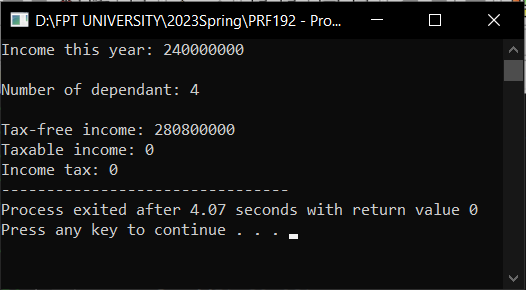 D:\FPT UNIVERSITY\2023Spring\PRF192 - Pro...
Income this year: 240000000
Number of dependant: 4
Tax-free income: 280800000
Taxable income: 0
Income tax: 0
--------------------------------
Process exited after 4.07 seconds with return value 0
Press any key to continue . . .